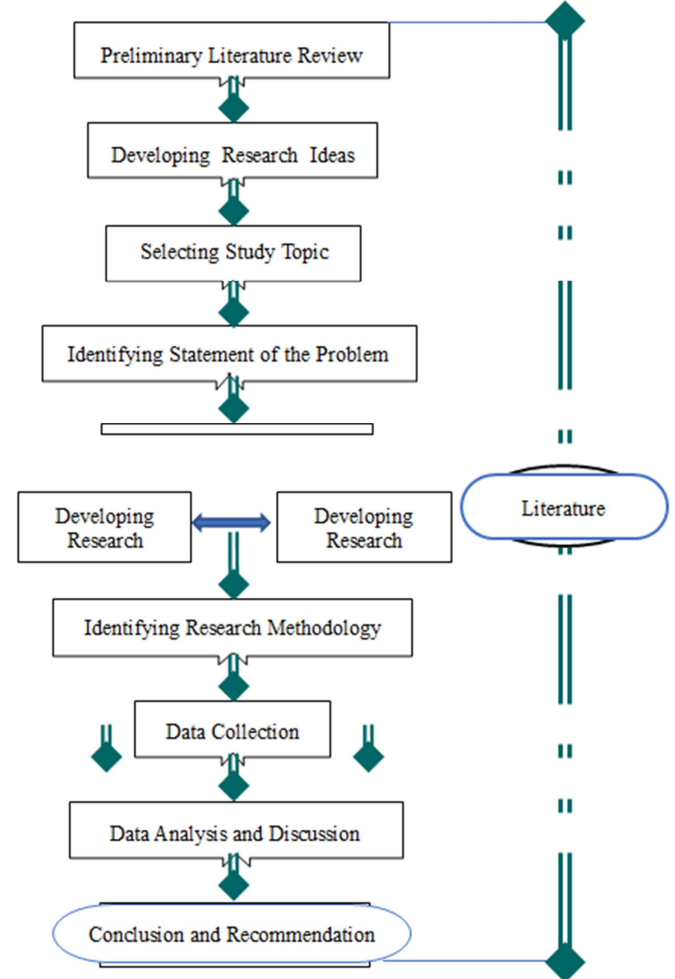 Preliminary Literature Review
Developing Research Ideas
Selecting Study Topic
Identifying Statement of the Problem
Developing
Research
Developing
Research
Literature
Identifying Research Methodology
Data Collection
Data Analysis and Discussion
Conclusion and Recommendation